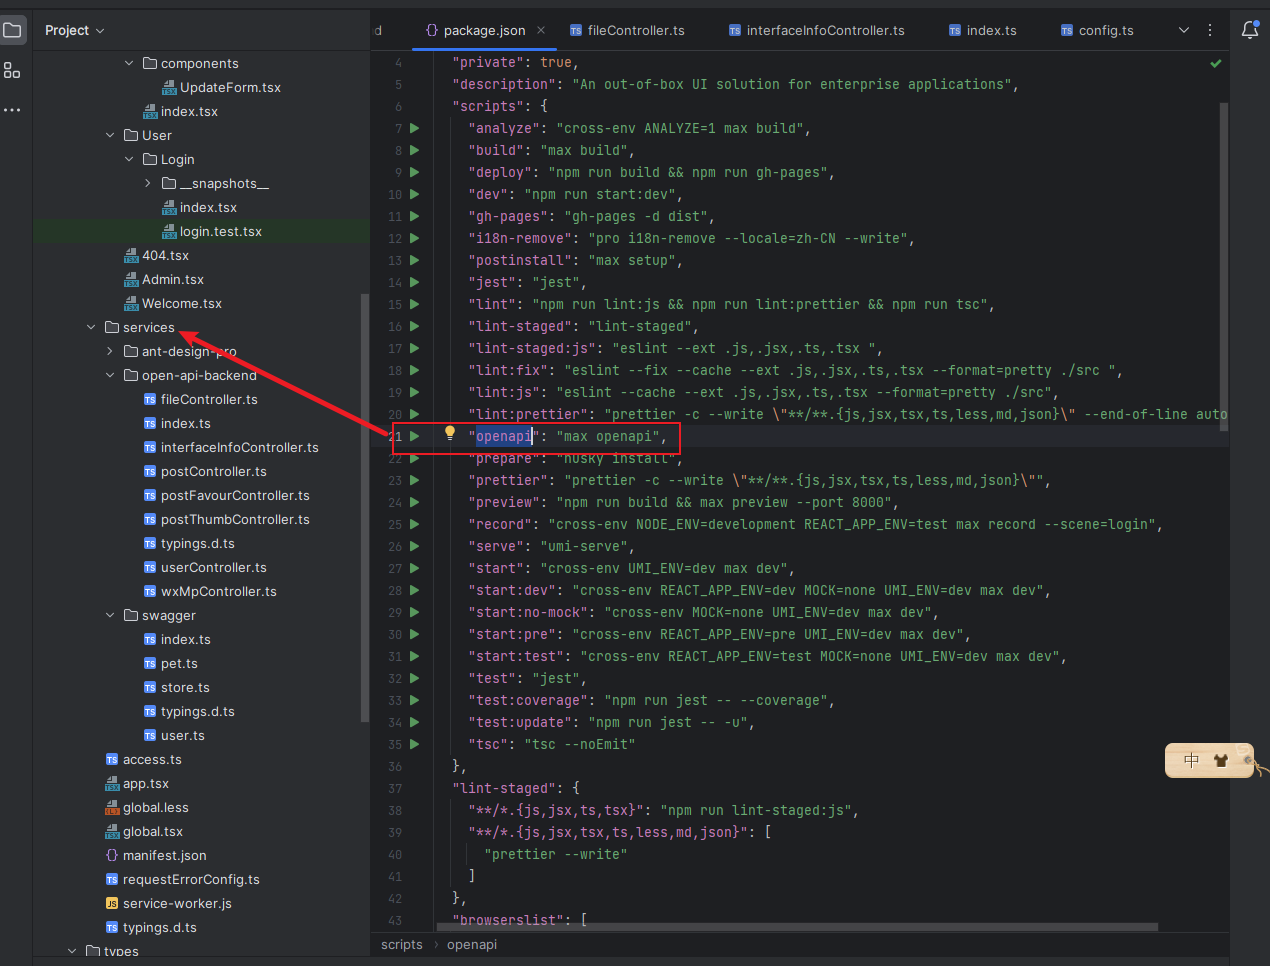 Project
d
package.json
fileController.ts
interfaceInfoController.ts
index.ts
config.ts
components
UpdateForm.tsx
index.tsx
User
Login
__snapshots__
index.tsx
login.test.tsx
404.tsx
Admin.tsx
Welcome.tsx
services
ant-design-pro
open-api-backend
fileController.ts
index.ts
interfaceInfoController.ts
postController.ts
postFavourController.ts
postThumbController.ts
typings.d.ts
userController.ts
wxMpController.ts
swagger
index.ts
pet.ts
store.ts
typings.d.ts
user.ts
access.ts
app.tsx
global.less
global.tsx
manifest.json
requestErrorConfig.ts
service-worker.js
typings.d.ts
types
4 "private": true,
5 "description": "An out-of-box UI solution for enterprise applications",
6 "scripts": {
7 "analyze": "cross-env ANALYZE=1 max build",
8 "build": "max build",
9 "deploy": "npm run build && npm run gh-pages",
10 "dev": "npm run start:dev",
11 "gh-pages": "gh-pages -d dist",
12 "i18n-remove": "pro i18n-remove --locale=zh-CN --write",
13 "postinstall": "max setup",
14 "jest": "jest",
15 "lint": "npm run lint:js && npm run lint:prettier && npm run tsc",
16 "lint-staged": "lint-staged",
17 "lint-staged:js": "eslint --ext .js,.jsx,.ts,.tsx ",
18 "lint:fix": "eslint --fix --cache --ext .js,.jsx,.ts,.tsx --format=pretty ./src ",
19 "lint:js": "eslint --cache --ext .js,.jsx,.ts,.tsx --format=pretty ./src",
20 "lint:prettier": "prettier -c --write \"**/**.{js,jsx,tsx,ts,less,md,json}\" --end-of-line auto
21 "openapi": "max openapi",
22 "prepare": "husky install",
23 "prettier": "prettier -c --write \"**/**.{js,jsx,tsx,ts,less,md,json}\"",
24 "preview": "npm run build && max preview --port 8000",
25 "record": "cross-env NODE_ENV=development REACT_APP_ENV=test max record --scene=login",
26 "serve": "umi-serve",
27 "start": "cross-env UMI_ENV=dev max dev",
28 "start:dev": "cross-env REACT_APP_ENV=dev MOCK=none UMI_ENV=dev max dev",
29 "start:no-mock": "cross-env MOCK=none UMI_ENV=dev max dev",
30 "start:pre": "cross-env REACT_APP_ENV=pre UMI_ENV=dev max dev",
31 "start:test": "cross-env REACT_APP_ENV=test MOCK=none UMI_ENV=dev max dev",
32 "test": "jest",
33 "test:coverage": "npm run jest -- --coverage",
34 "test:update": "npm run jest -- -u",
35 "tsc": "tsc --noEmit"
36 },
37 "lint-staged": {
38 "**/*.{js,jsx,ts,tsx}": "npm run lint-staged:js",
39 "**/*.{js,jsx,tsx,ts,less,md,json}": [
40 "prettier --write"
41 ]
42 },
43 "browserslist": [
scripts › openapi
中